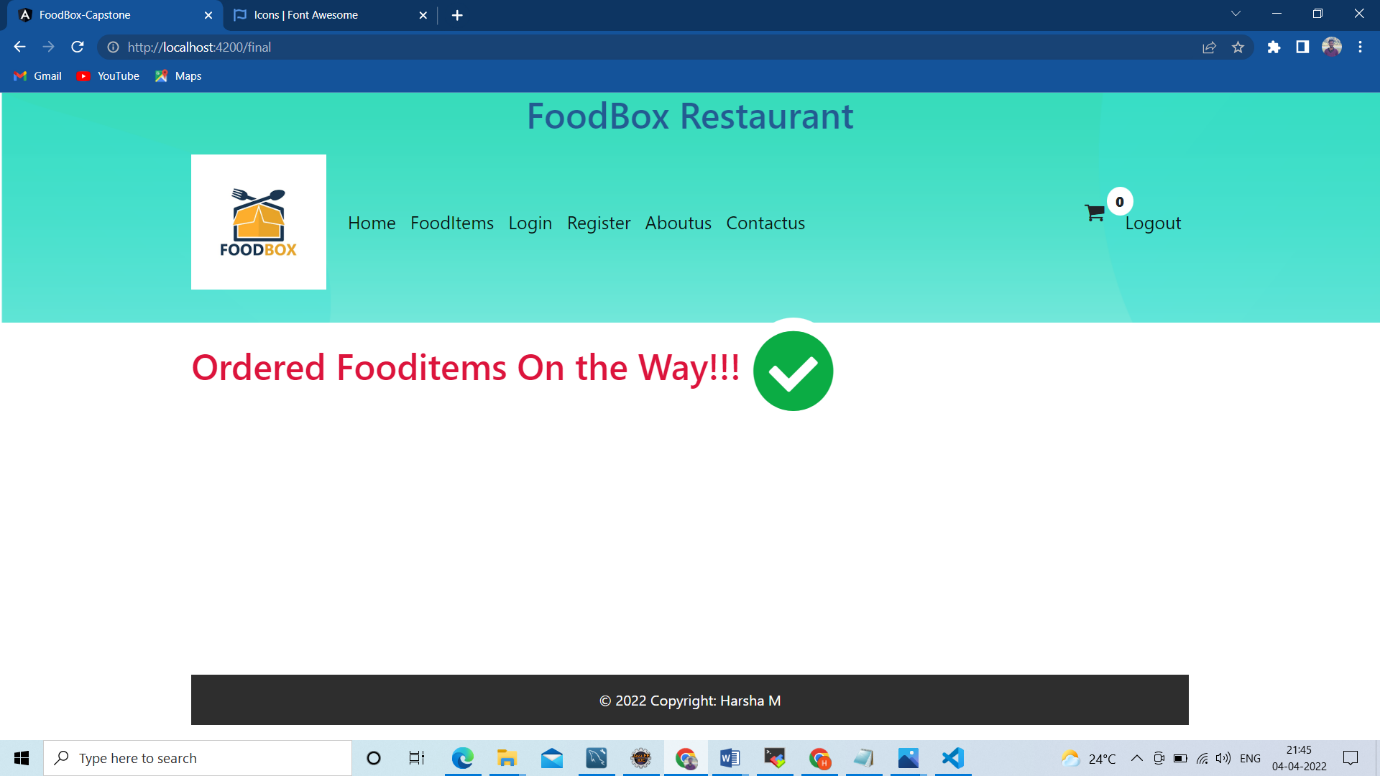 FoodBox-Capstone
Icons | Font Awesome
http://localhost:4200/final
Gmail
YouTube
Maps
FoodBox Restaurant
FOODBOX
Home
FoodItems
Login
Register
Aboutus
Contactus
0
Logout
Ordered Fooditems On the Way!!!
© 2022 Copyright: Harsha M
Type here to search
24°C
ENG
21:45
04-04-2022